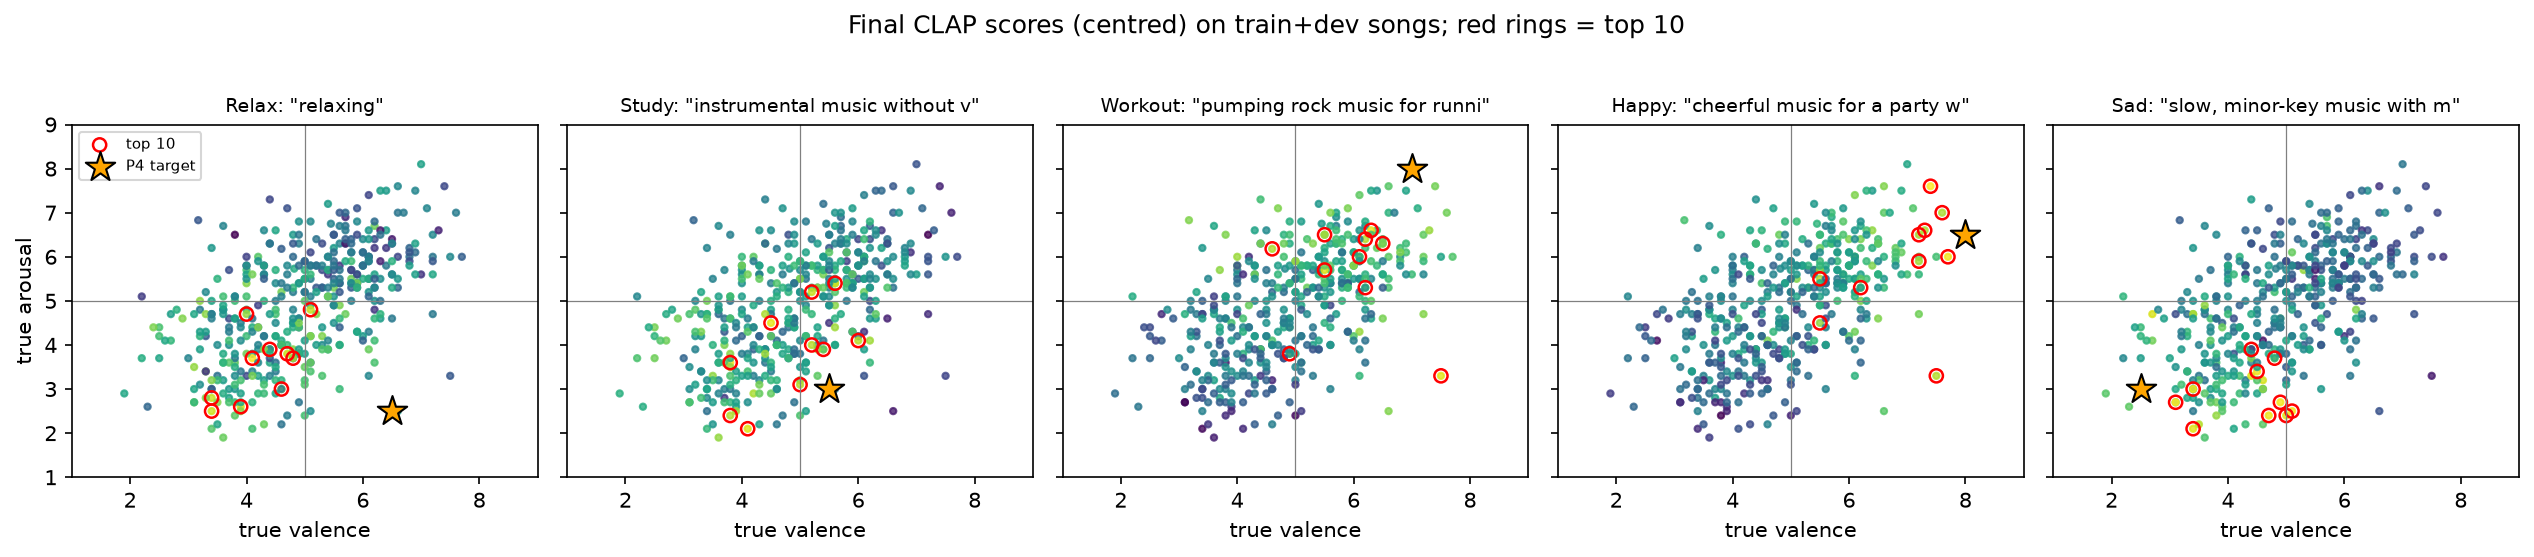 Final CLAP scores (centred) on train+dev songs; red rings = top 10
Relax: "relaxing"
Study: "instrumental music without v"
Workout: "pumping rock music for runni"
Happy: "cheerful music for a party w"
Sad: "slow, minor-key music with m"
top 10
P4 target
true arousal
9
8
7
6
5
4
3
2
1
2 4 6 8
2 4 6 8
2 4 6 8
2 4 6 8
2 4 6 8
true valence
true valence
true valence
true valence
true valence